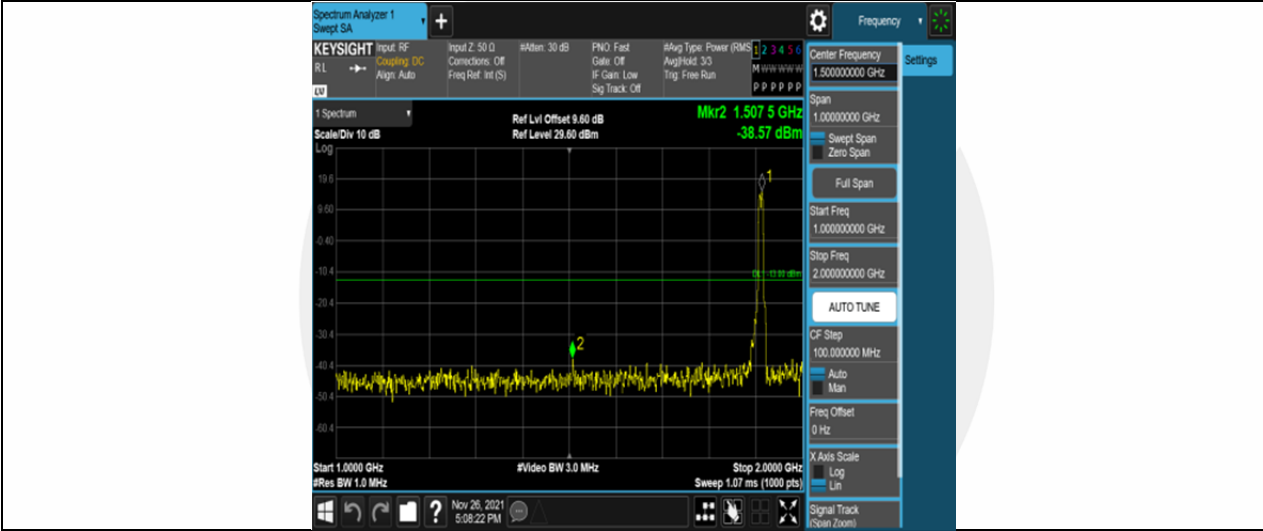 Spectrum Analyzer 1
Swept SA
+
Frequency
KEYSIGHT
RL
Input: RF
Coupling: DC
Align: Auto
Input Z: 50 Ω
Corrections: Off
Freq Ref: Int (S)
#Atten: 30 dB
PNO: Fast
Gate: Off
IF Gain: Low
Sig Track: Off
#Avg Type: Power (RMS
Avg|Hold: 3/3
Trig: Free Run
1 2 3 4 5 6
M W W W W W
P P P P P P
1 Spectrum
Scale/Div 10 dB
Log
Ref Lvl Offset 9.60 dB
Ref Level 29.60 dBm
Mkr2 1.507 5 GHz
-38.57 dBm
19.6
9.60
-0.40
-10.4
-20.4
-30.4
-40.4
-50.4
-60.4
1
DL1 -13.00 dBm
2
Start 1.0000 GHz
#Res BW 1.0 MHz
#Video BW 3.0 MHz
Stop 2.0000 GHz
Sweep 1.07 ms (1000 pts)
Center Frequency
1.500000000 GHz
Settings
Span
1.00000000 GHz
Swept Span
Zero Span
Full Span
Start Freq
1.000000000 GHz
Stop Freq
2.000000000 GHz
AUTO TUNE
CF Step
100.000000 MHz
Auto
Man
Freq Offset
0 Hz
X Axis Scale
Log
Lin
Signal Track
(Span Zoom)
?
Nov 26, 2021
5:08:22 PM